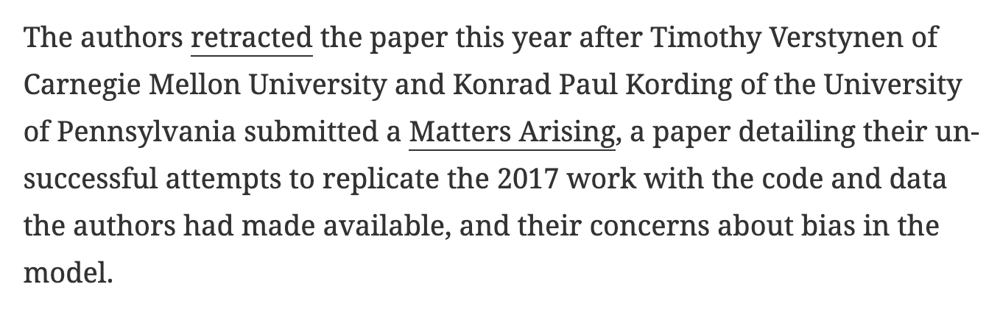 The authors retracted the paper this year after Timothy Verstynen of
Carnegie Mellon University and Konrad Paul Kording of the University
of Pennsylvania submitted a Matters Arising, a paper detailing their un-
successful attempts to replicate the 2017 work with the code and data
the authors had made available, and their concerns about bias in the
model.